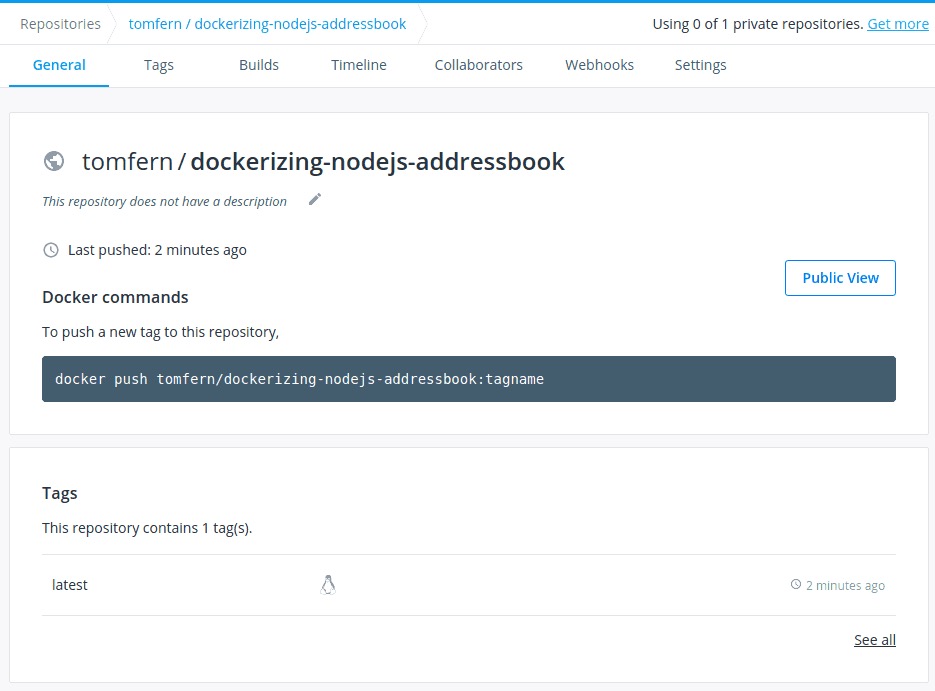 Repositories tomfern / dockerizing-nodejs-addressbook Using 0 of 1 private repositories. Get more
General Tags Builds Timeline Collaborators Webhooks Settings
tomfern / dockerizing-nodejs-addressbook
This repository does not have a description
Last pushed: 2 minutes ago
Public View
Docker commands
To push a new tag to this repository,
docker push tomfern/dockerizing-nodejs-addressbook:tagname
Tags
This repository contains 1 tag(s).
latest 2 minutes ago
See all